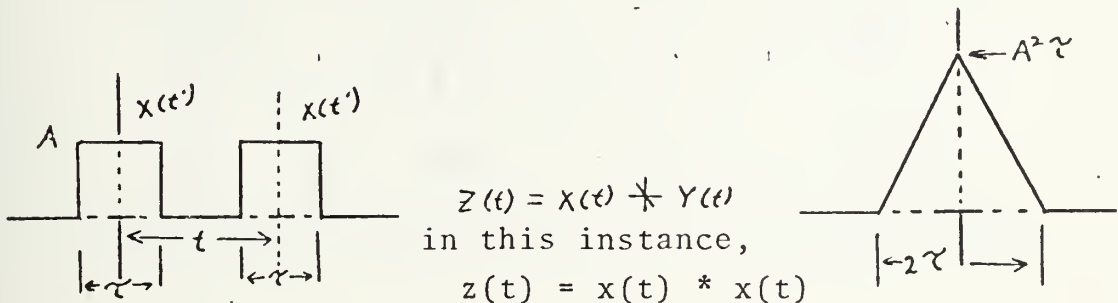 A²τ
x(t')
x(t')
A
Z(t) = X(t) * Y(t)
t
in this instance,
τ
τ
z(t) = x(t) * x(t)
2τ